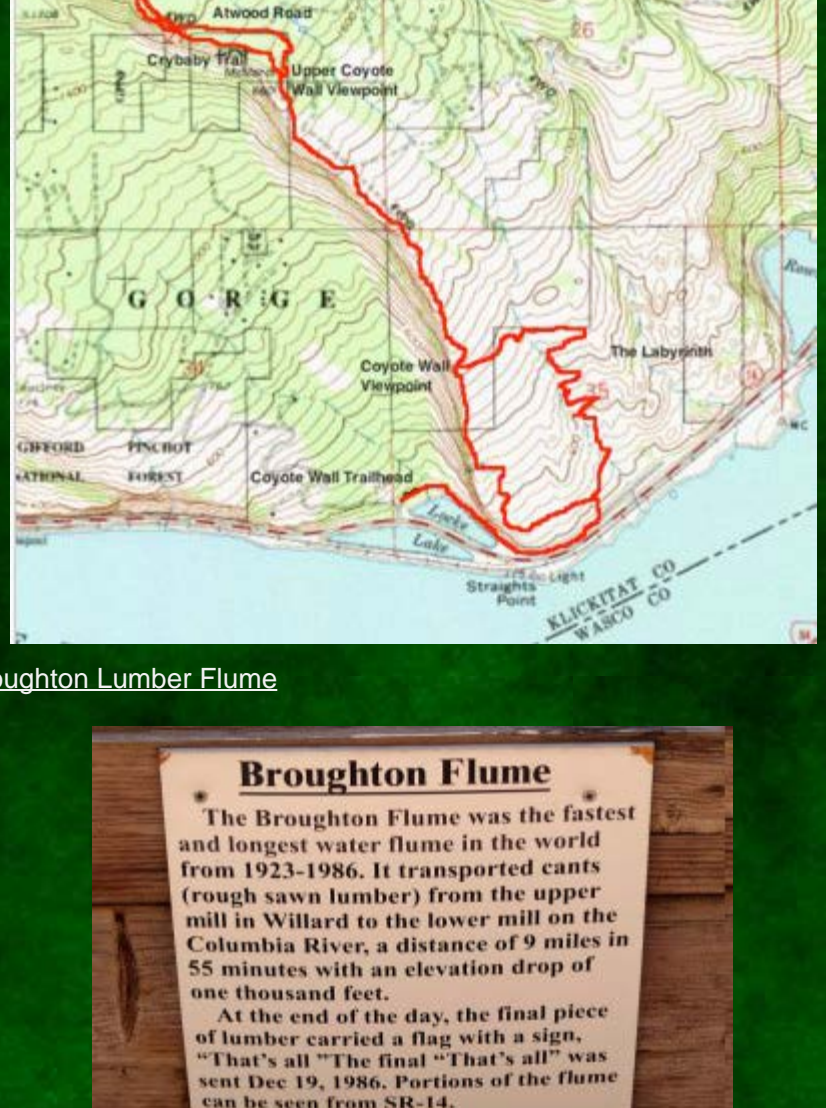 Atwood Road
26
Crybaby Trail
Upper Coyote
Wall Viewpoint
G O R G E
Coyote Wall
Viewpoint
The Labyrinth
35
14
GIFFORD PINCHOT
NATIONAL FOREST
Coyote Wall Trailhead
Locke
Lake
Light
Straights
Point
KLICKITAT CO
WASCO CO
84
oughton Lumber Flume
Broughton Flume
The Broughton Flume was the fastest
and longest water flume in the world
from 1923-1986. It transported cants
(rough sawn lumber) from the upper
mill in Willard to the lower mill on the
Columbia River, a distance of 9 miles in
55 minutes with an elevation drop of
one thousand feet.
At the end of the day, the final piece
of lumber carried a flag with a sign,
“That's all ”The final “That's all” was
sent Dec 19, 1986. Portions of the flume
can be seen from SR-14.